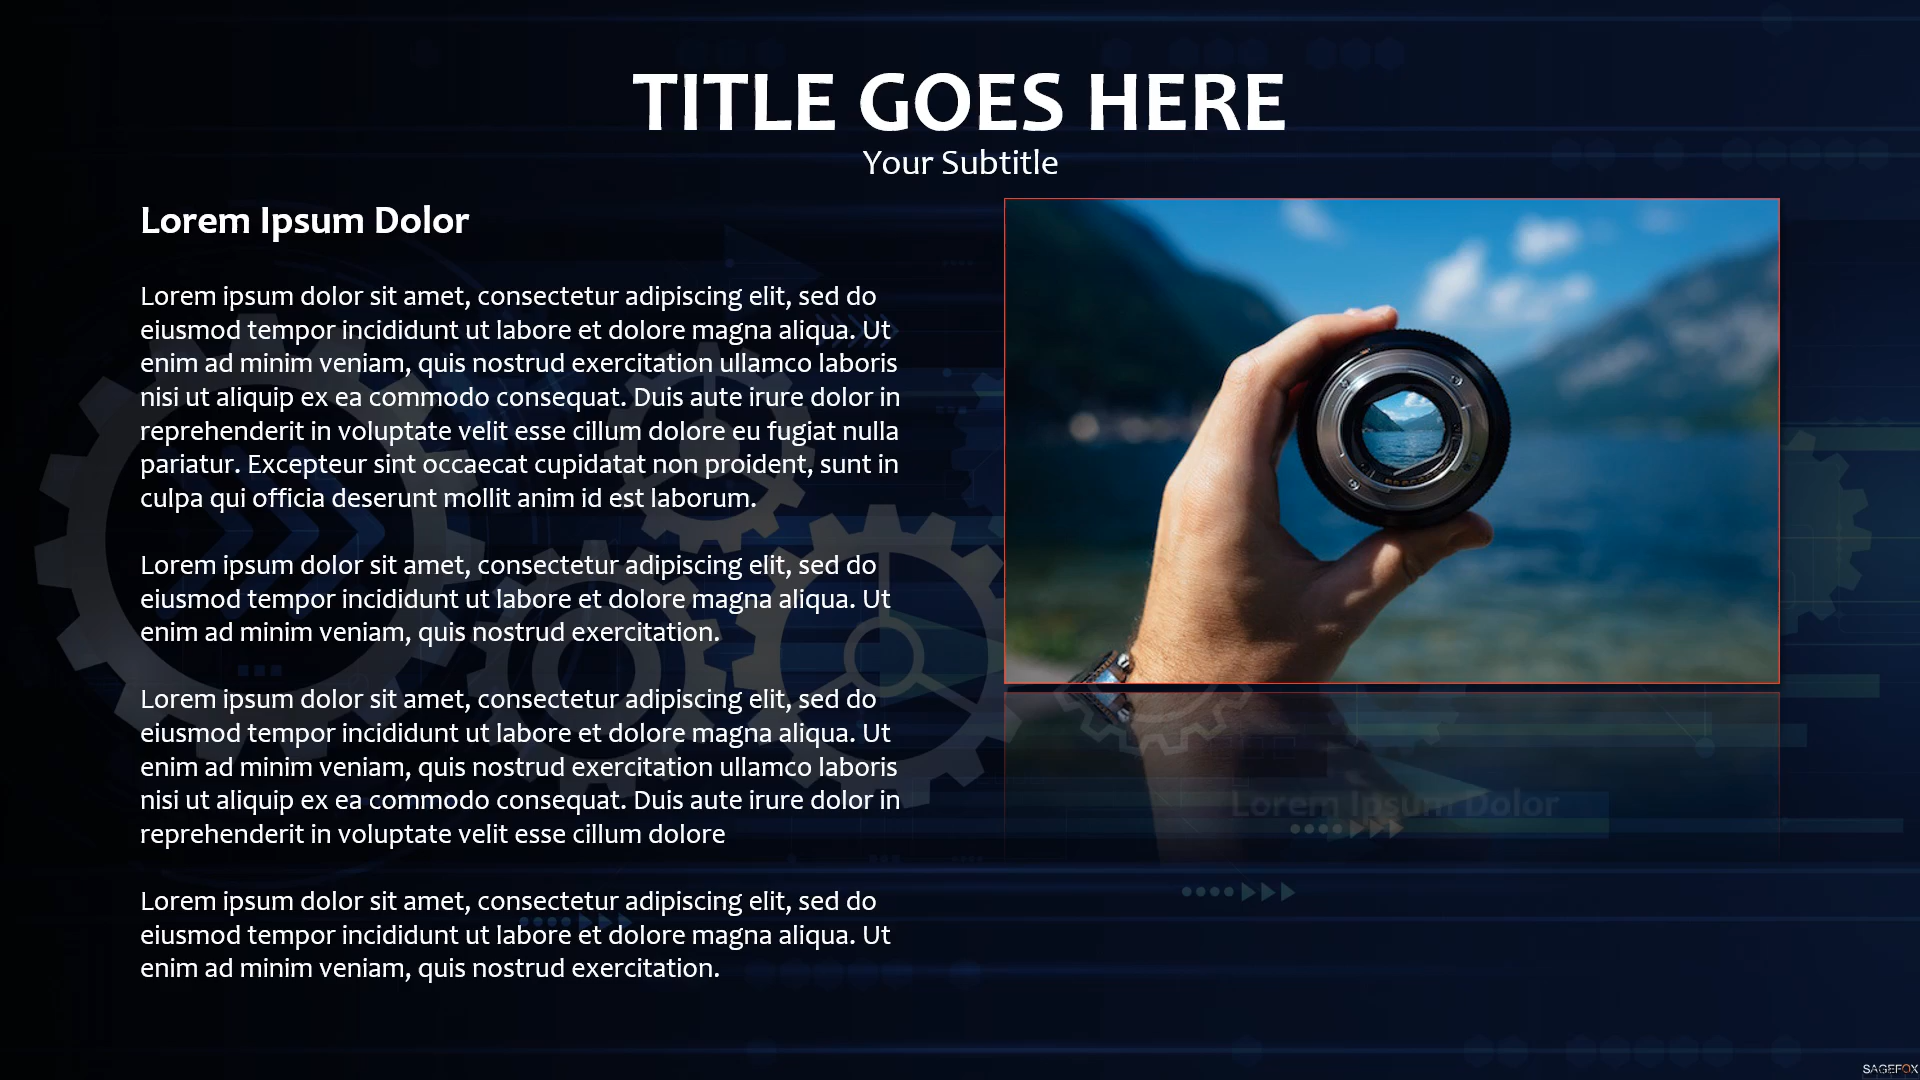 TITLE GOES HERE
Your Subtitle
Lorem Ipsum Dolor
Lorem ipsum dolor sit amet, consectetur adipiscing elit, sed do
eiusmod tempor incididunt ut labore et dolore magna aliqua. Ut
enim ad minim veniam, quis nostrud exercitation ullamco laboris
nisi ut aliquip ex ea commodo consequat. Duis aute irure dolor in
reprehenderit in voluptate velit esse cillum dolore eu fugiat nulla
pariatur. Excepteur sint occaecat cupidatat non proident, sunt in
culpa qui officia deserunt mollit anim id est laborum.
Lorem ipsum dolor sit amet, consectetur adipiscing elit, sed do
eiusmod tempor incididunt ut labore et dolore magna aliqua. Ut
enim ad minim veniam, quis nostrud exercitation.
Lorem ipsum dolor sit amet, consectetur adipiscing elit, sed do
eiusmod tempor incididunt ut labore et dolore magna aliqua. Ut
enim ad minim veniam, quis nostrud exercitation ullamco laboris
nisi ut aliquip ex ea commodo consequat. Duis aute irure dolor in
reprehenderit in voluptate velit esse cillum dolore
Lorem ipsum dolor sit amet, consectetur adipiscing elit, sed do
eiusmod tempor incididunt ut labore et dolore magna aliqua. Ut
enim ad minim veniam, quis nostrud exercitation.
Lorem Ipsum Dolor
SAGEFOX